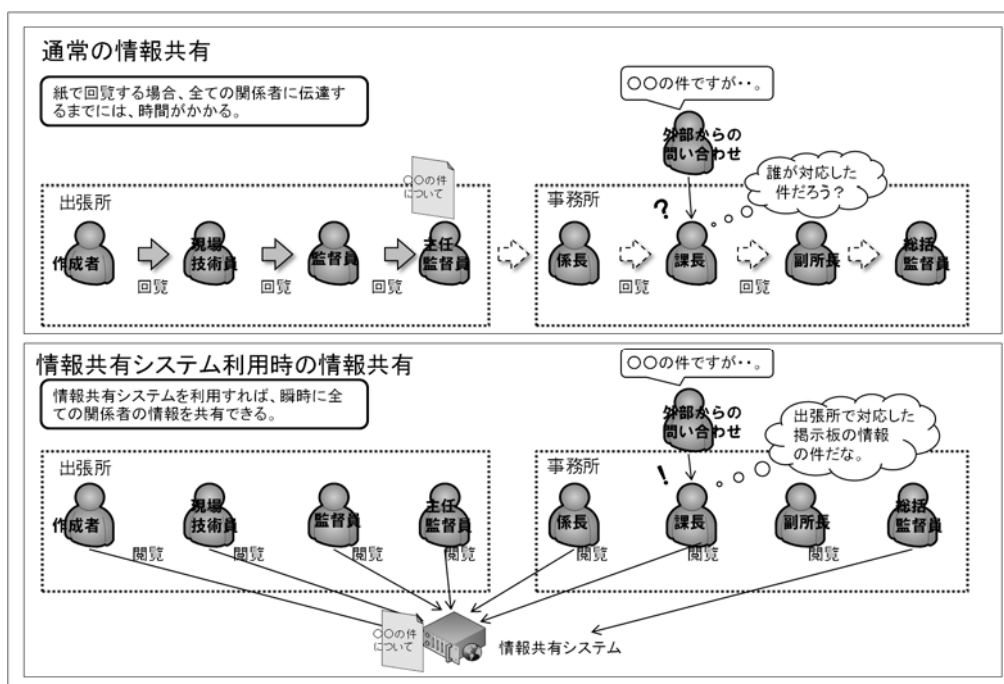 通常の情報共有
紙で回覧する場合、全ての関係者に伝達す
るまでには、時間がかかる。
〇〇の件ですが・・。
外部からの
問い合わせ
誰が対応した
件だろう?
〇〇の件
について
?
出張所
事務所
作成者
現場
技術員
監督員
主任
監督員
係長
課長
副所長
総括
監督員
回覧
回覧
回覧
回覧
回覧
情報共有システム利用時の情報共有
情報共有システムを利用すれば、瞬時に全
ての関係者の情報を共有できる。
〇〇の件ですが・・。
外部からの
問い合わせ
出張所で対応した
掲示板の情報
の件だな。
!
出張所
事務所
作成者
現場
技術員
監督員
主任
監督員
係長
課長
副所長
総括
監督員
閲覧
閲覧
閲覧
閲覧
閲覧
閲覧
閲覧
〇〇の件
について
情報共有システム